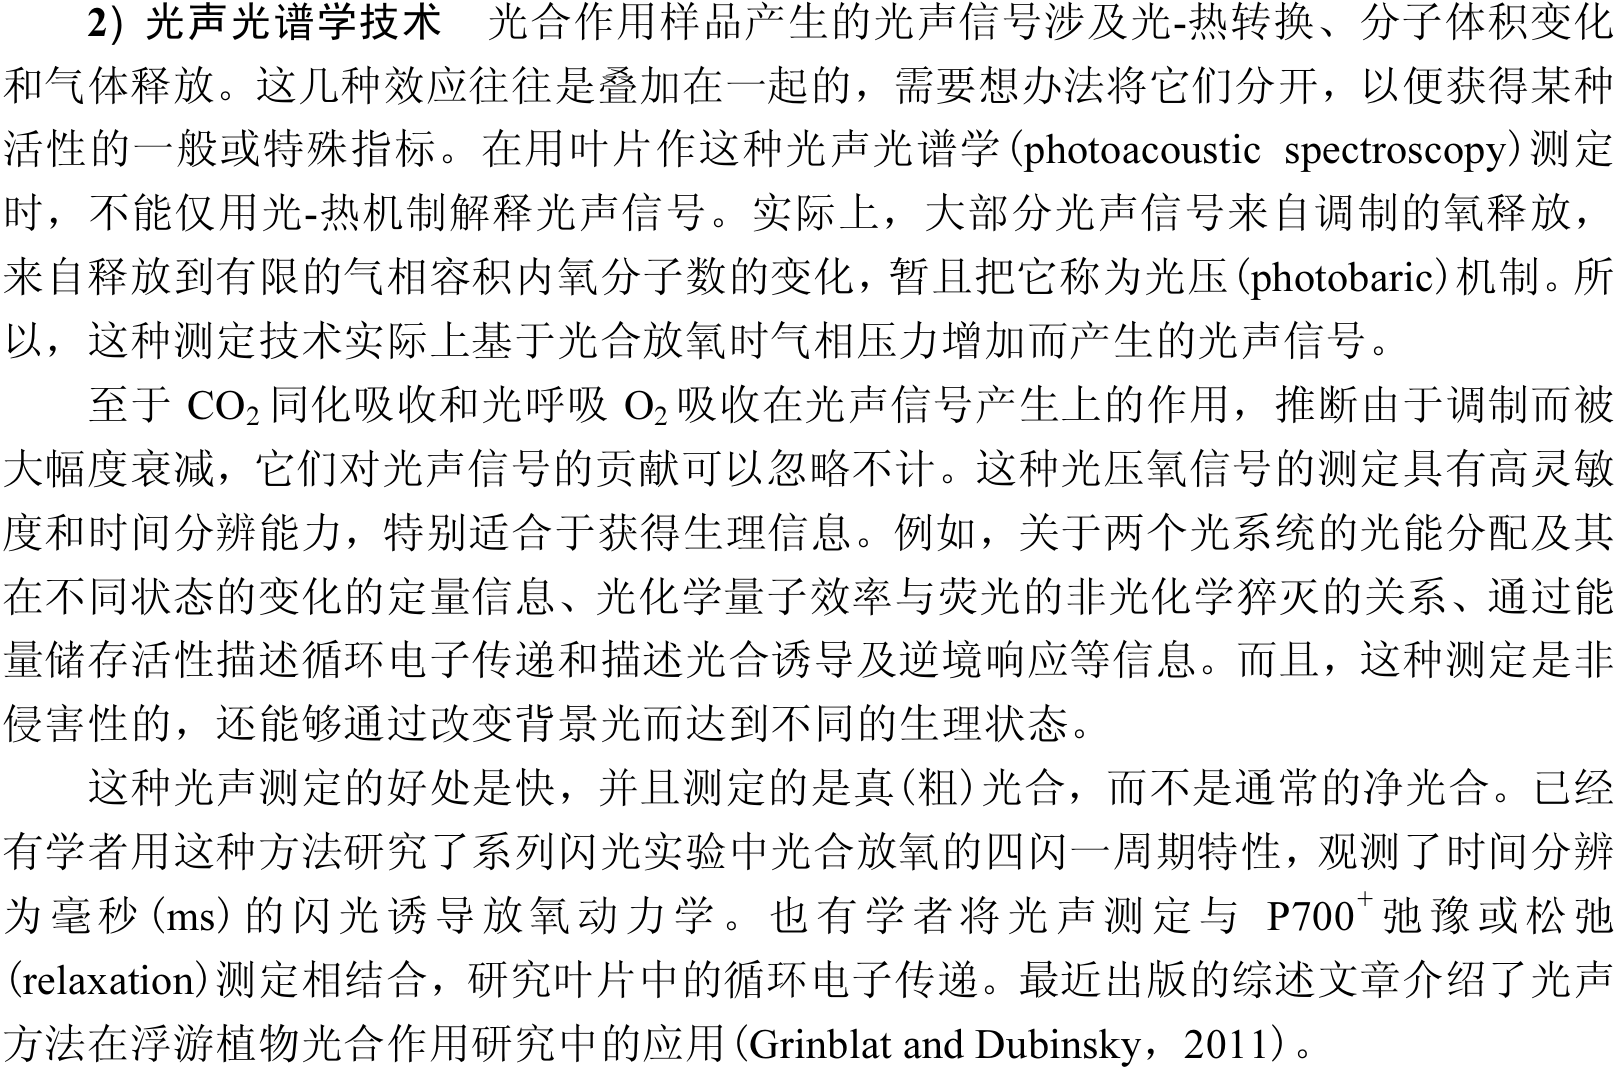 2) 光声光谱学技术　光合作用样品产生的光声信号涉及光-热转换、分子体积变化
和气体释放。这几种效应往往是叠加在一起的，需要想办法将它们分开，以便获得某种
活性的一般或特殊指标。在用叶片作这种光声光谱学(photoacoustic spectroscopy)测定
时，不能仅用光-热机制解释光声信号。实际上，大部分光声信号来自调制的氧释放，
来自释放到有限的气相容积内氧分子数的变化，暂且把它称为光压(photobaric)机制。所
以，这种测定技术实际上基于光合放氧时气相压力增加而产生的光声信号。
至于 CO₂同化吸收和光呼吸 O₂吸收在光声信号产生上的作用，推断由于调制而被
大幅度衰减，它们对光声信号的贡献可以忽略不计。这种光压氧信号的测定具有高灵敏
度和时间分辨能力，特别适合于获得生理信息。例如，关于两个光系统的光能分配及其
在不同状态的变化的定量信息、光化学量子效率与荧光的非光化学猝灭的关系、通过能
量储存活性描述循环电子传递和描述光合诱导及逆境响应等信息。而且，这种测定是非
侵害性的，还能够通过改变背景光而达到不同的生理状态。
这种光声测定的好处是快，并且测定的是真(粗)光合，而不是通常的净光合。已经
有学者用这种方法研究了系列闪光实验中光合放氧的四闪一周期特性，观测了时间分辨
为毫秒(ms)的闪光诱导放氧动力学。也有学者将光声测定与 P700⁺弛豫或松弛
(relaxation)测定相结合，研究叶片中的循环电子传递。最近出版的综述文章介绍了光声
方法在浮游植物光合作用研究中的应用(Grinblat and Dubinsky，2011)。